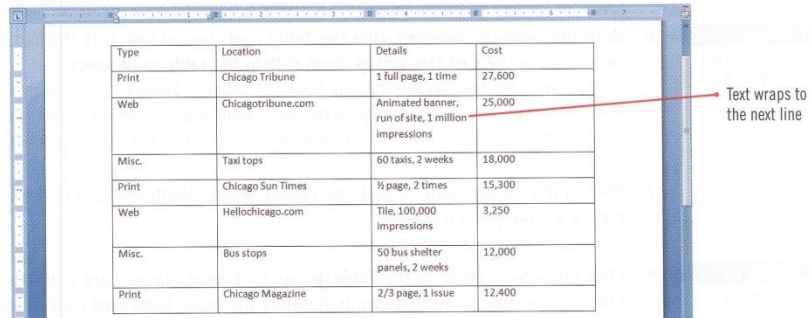 Type Location Details Cost
Print Chicago Tribune 1 full page, 1 time 27,600
Web Chicagotribune.com Animated banner, 25,000
run of site, 1 million
impressions
Misc. Taxi tops 60 taxis, 2 weeks 18,000
Print Chicago Sun Times ½ page, 2 times 15,300
Web Hellochicago.com Tile, 100,000 3,250
impressions
Misc. Bus stops 50 bus shelter 12,000
panels, 2 weeks
Print Chicago Magazine 2/3 page, 1 issue 12,400
Text wraps to
the next line